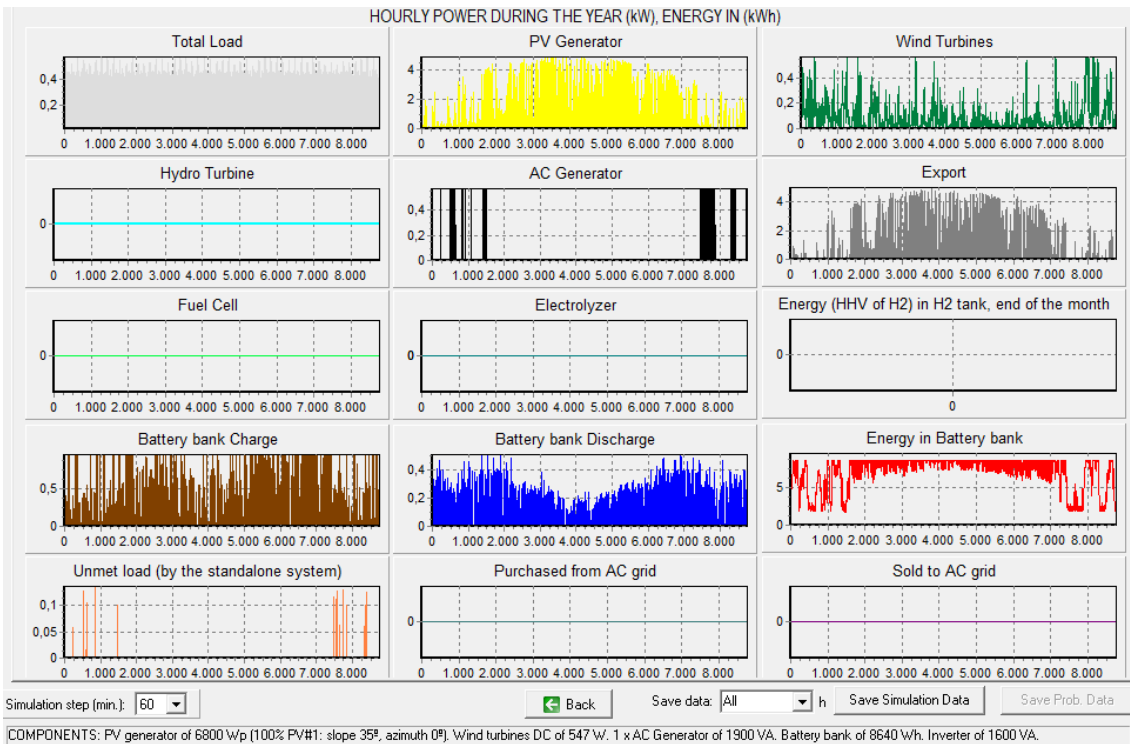 HOURLY POWER DURING THE YEAR (kW), ENERGY IN (kWh)
Total Load
0,4
0,2
0 1.000 2.000 3.000 4.000 5.000 6.000 7.000 8.000
PV Generator
4
2
0
0 1.000 2.000 3.000 4.000 5.000 6.000 7.000 8.000
Wind Turbines
0,4
0,2
0
0 1.000 2.000 3.000 4.000 5.000 6.000 7.000 8.000
Hydro Turbine
0
0 1.000 2.000 3.000 4.000 5.000 6.000 7.000 8.000
AC Generator
0,4
0,2
0
0 1.000 2.000 3.000 4.000 5.000 6.000 7.000 8.000
Export
4
2
0
0 1.000 2.000 3.000 4.000 5.000 6.000 7.000 8.000
Fuel Cell
0
0 1.000 2.000 3.000 4.000 5.000 6.000 7.000 8.000
Electrolyzer
0
0 1.000 2.000 3.000 4.000 5.000 6.000 7.000 8.000
Energy (HHV of H2) in H2 tank, end of the month
0
0
Battery bank Charge
0,5
0
0 1.000 2.000 3.000 4.000 5.000 6.000 7.000 8.000
Battery bank Discharge
0,4
0,2
0
0 1.000 2.000 3.000 4.000 5.000 6.000 7.000 8.000
Energy in Battery bank
5
0
0 1.000 2.000 3.000 4.000 5.000 6.000 7.000 8.000
Unmet load (by the standalone system)
0,1
0,05
0
0 1.000 2.000 3.000 4.000 5.000 6.000 7.000 8.000
Purchased from AC grid
0
0 1.000 2.000 3.000 4.000 5.000 6.000 7.000 8.000
Sold to AC grid
0
0 1.000 2.000 3.000 4.000 5.000 6.000 7.000 8.000
Simulation step (min.): 60 Back Save data: All h Save Simulation Data Save Prob. Data
COMPONENTS: PV generator of 6800 Wp (100% PV#1: slope 35º, azimuth 0º). Wind turbines DC of 547 W. 1 x AC Generator of 1900 VA. Battery bank of 8640 Wh. Inverter of 1600 VA.